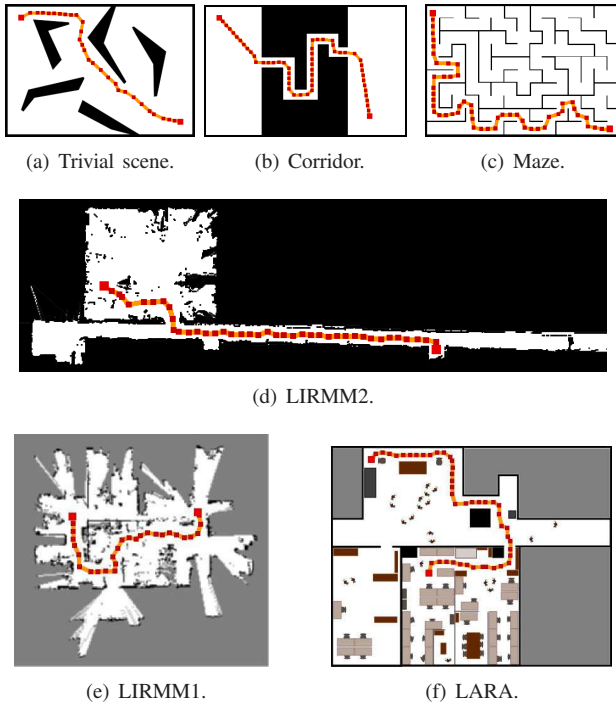 (a) Trivial scene.
(b) Corridor.
(c) Maze.
(d) LIRMM2.
(e) LIRMM1.
(f) LARA.